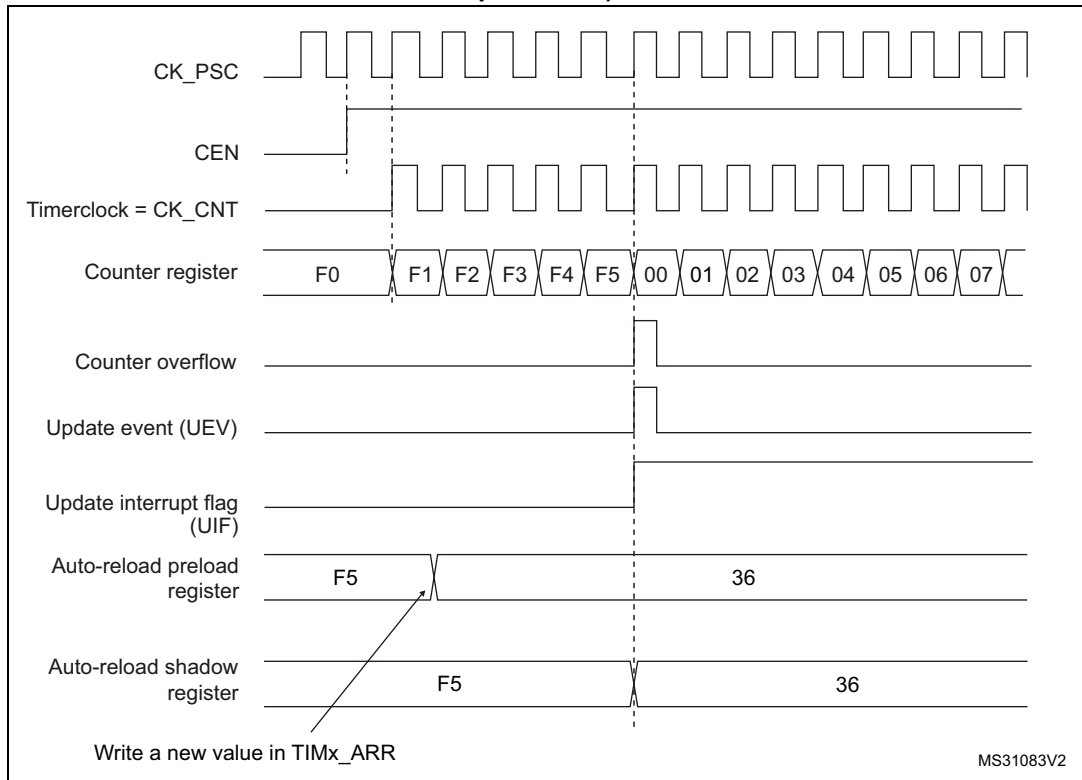 CK_PSC
CEN
Timerclock = CK_CNT
Counter register
F0 F1 F2 F3 F4 F5 00 01 02 03 04 05 06 07
Counter overflow
Update event (UEV)
Update interrupt flag
(UIF)
Auto-reload preload
register
F5 36
Auto-reload shadow
register
F5 36
Write a new value in TIMx_ARR
MS31083V2